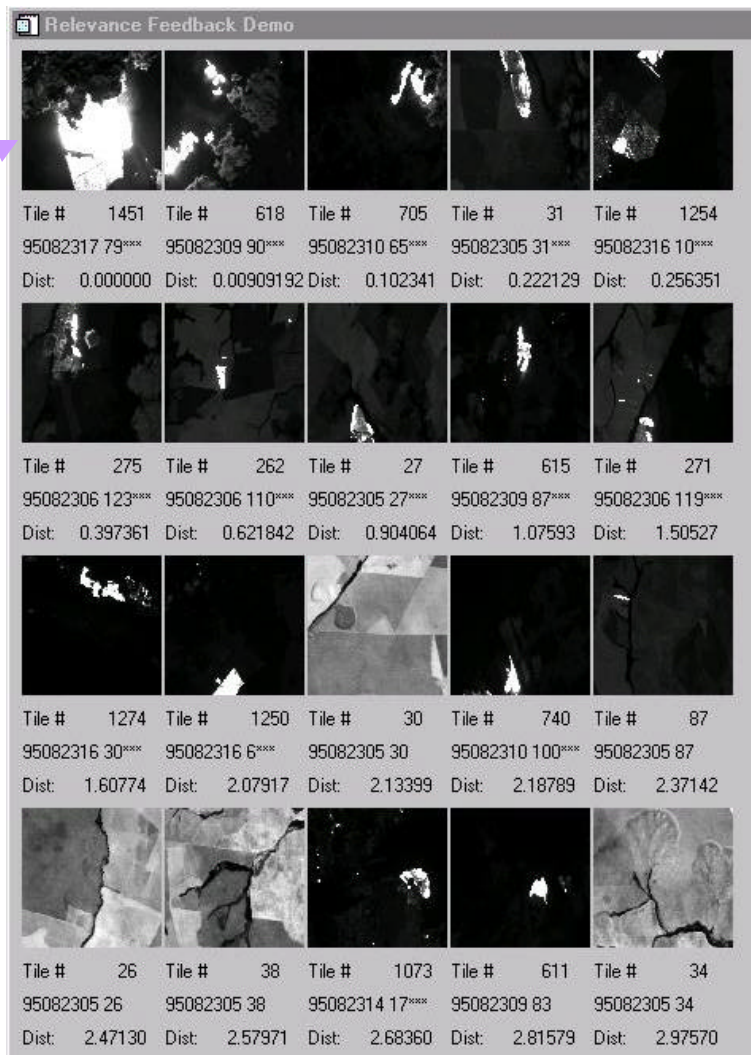 Relevance Feedback Demo
Tile # 1451 Tile # 618 Tile # 705 Tile # 31 Tile # 1254
95082317 79*** 95082309 90*** 95082310 65*** 95082305 31*** 95082316 10***
Dist: 0.000000 Dist: 0.00909192 Dist: 0.102341 Dist: 0.222129 Dist: 0.256351
Tile # 275 Tile # 262 Tile # 27 Tile # 615 Tile # 271
95082306 123*** 95082306 110*** 95082305 27*** 95082309 87*** 95082306 119***
Dist: 0.397361 Dist: 0.621842 Dist: 0.904064 Dist: 1.07593 Dist: 1.50527
Tile # 1274 Tile # 1250 Tile # 30 Tile # 740 Tile # 87
95082316 30*** 95082316 6*** 95082305 30 95082310 100*** 95082305 87
Dist: 1.60774 Dist: 2.07917 Dist: 2.13399 Dist: 2.18789 Dist: 2.37142
Tile # 26 Tile # 38 Tile # 1073 Tile # 611 Tile # 34
95082305 26 95082305 38 95082314 17*** 95082309 83 95082305 34
Dist: 2.47130 Dist: 2.57971 Dist: 2.68360 Dist: 2.81579 Dist: 2.97570